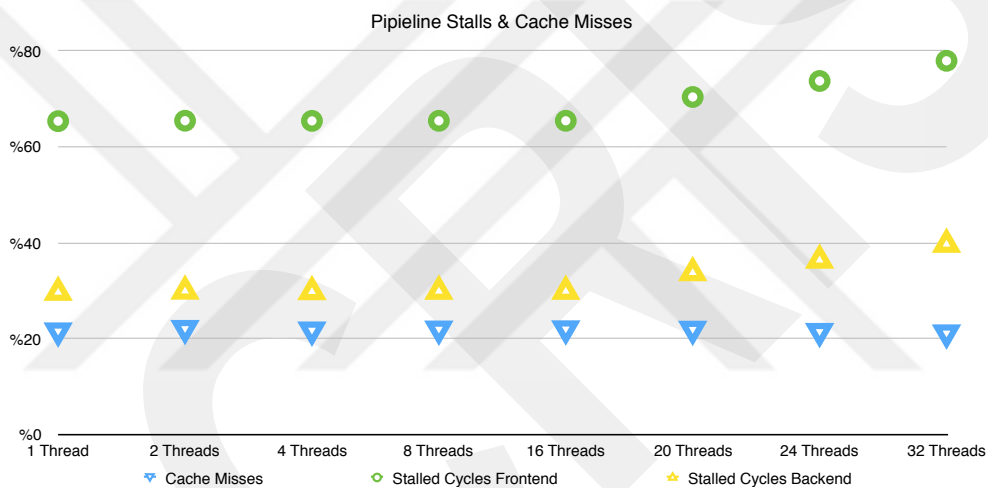 Pipieline Stalls & Cache Misses
%80
%60
%40
%20
%0
1 Thread 2 Threads 4 Threads 8 Threads 16 Threads 20 Threads 24 Threads 32 Threads
Cache Misses Stalled Cycles Frontend Stalled Cycles Backend